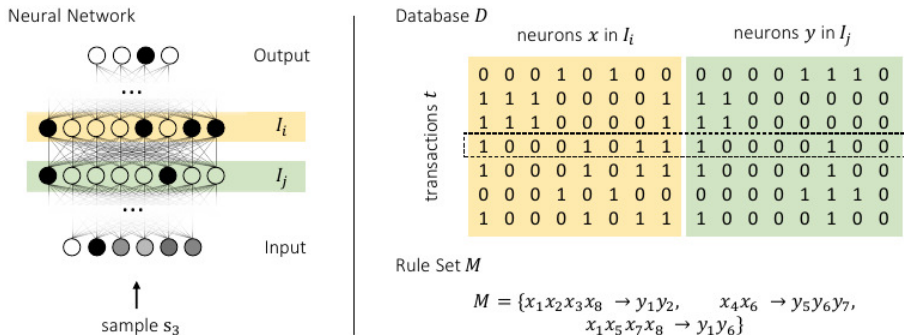 Neural Network
Output
...
I_i
I_j
...
Input
sample s_3
Database D
neurons x in I_i neurons y in I_j
transactions t
0 0 0 1 0 1 0 0 0 0 0 0 1 1 1 0
1 1 1 0 0 0 0 1 1 1 0 0 0 0 0 0
1 1 1 0 0 0 0 1 1 1 0 0 0 0 0 0
1 0 0 0 1 0 1 1 1 0 0 0 0 1 0 0
1 0 0 0 1 0 1 1 1 0 0 0 0 1 0 0
0 0 0 1 0 1 0 0 0 0 0 0 1 1 1 0
1 0 0 0 1 0 1 1 1 0 0 0 0 1 0 0
Rule Set M
M = {x_1x_2x_3x_8 → y_1y_2, x_4x_6 → y_5y_6y_7,
x_1x_5x_7x_8 → y_1y_6}